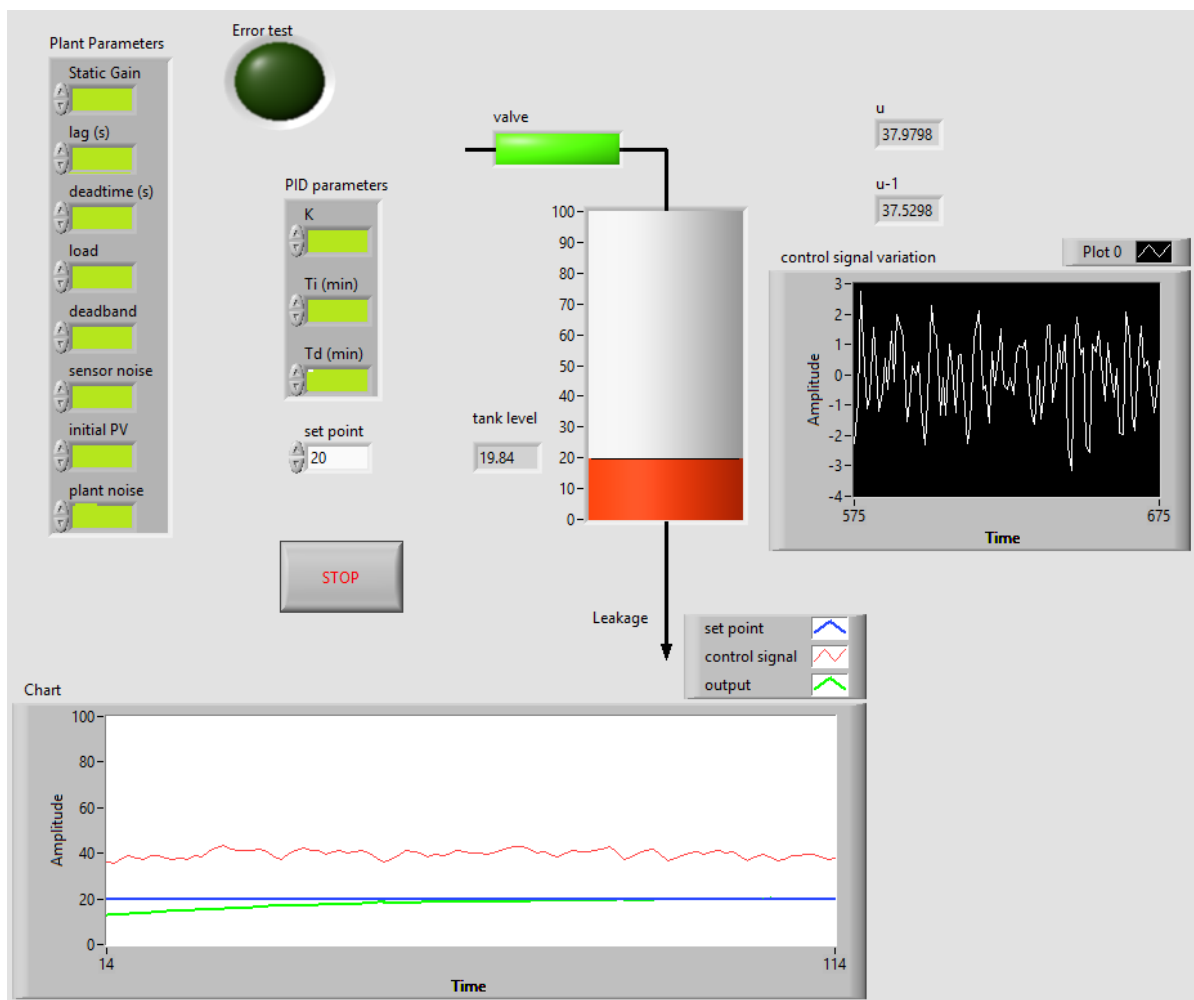 Error test
Plant Parameters
Static Gain
lag (s)
deadtime (s)
load
deadband
sensor noise
initial PV
plant noise
PID parameters
K
Ti (min)
Td (min)
set point
20
STOP
valve
100
90
80
70
60
50
40
30
20
10
0
tank level
19.84
Leakage
u
37.9798
u-1
37.5298
control signal variation
Plot 0
Amplitude
3
2
1
0
-1
-2
-3
-4
575
675
Time
set point
control signal
output
Chart
Amplitude
100
80
60
40
20
0
14
114
Time